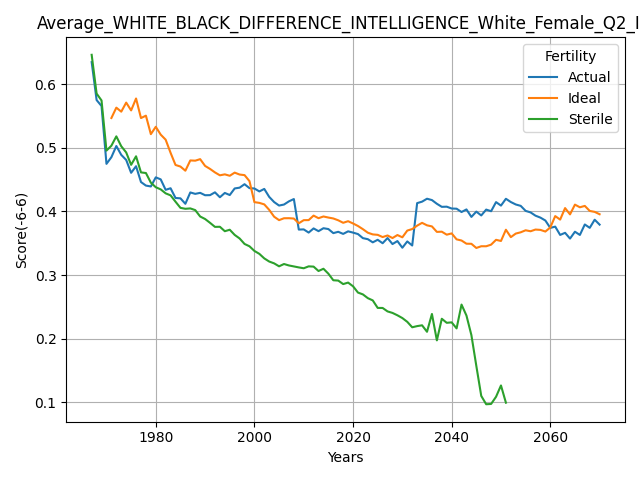 Average_WHITE_BLACK_DIFFERENCE_INTELLIGENCE_White_Female_Q2_I
Fertility
Actual
Ideal
Sterile
Score(-6-6)
0.6
0.5
0.4
0.3
0.2
0.1
1980 2000 2020 2040 2060
Years